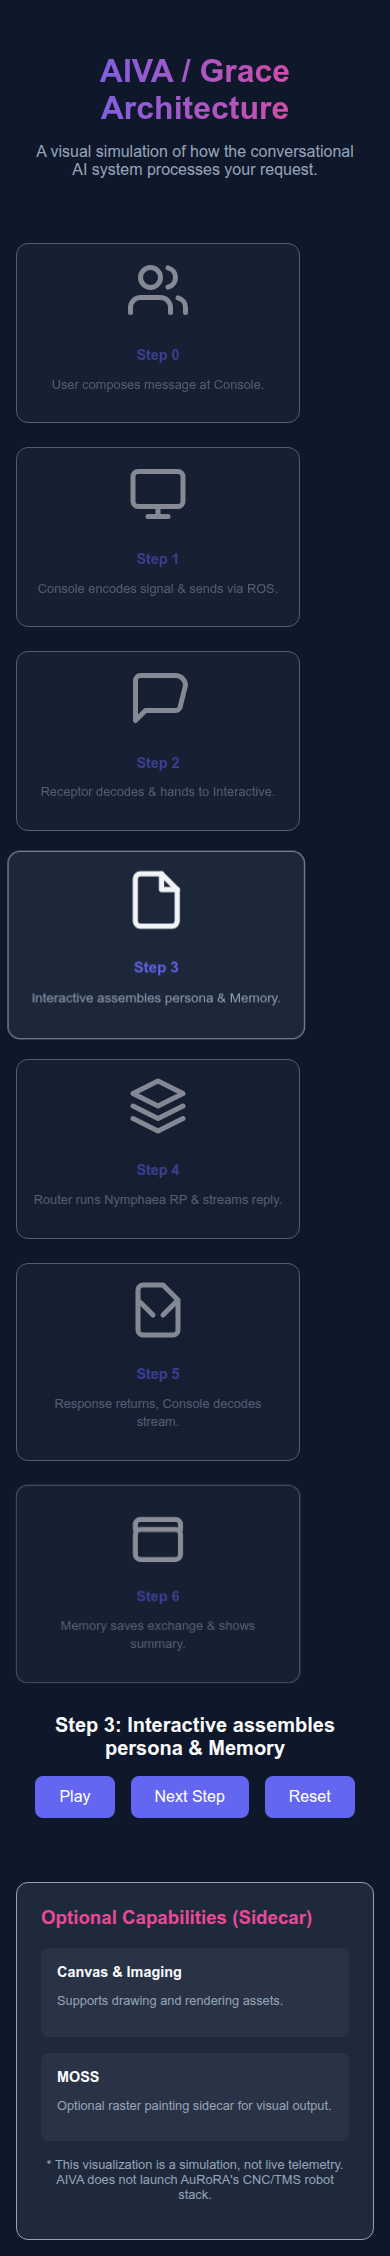 AIVA / Grace
Architecture
A visual simulation of how the conversational
AI system processes your request.
Step 0
User composes message at Console.
Step 1
Console encodes signal & sends via ROS.
Step 2
Receptor decodes & hands to Interactive.
Step 3
Interactive assembles persona & Memory.
Step 4
Router runs Nymphaea RP & streams reply.
Step 5
Response returns, Console decodes
stream.
Step 6
Memory saves exchange & shows
summary.
Step 3: Interactive assembles
persona & Memory
Play
Next Step
Reset
Optional Capabilities (Sidecar)
Canvas & Imaging
Supports drawing and rendering assets.
MOSS
Optional raster painting sidecar for visual output.
* This visualization is a simulation, not live telemetry.
AIVA does not launch AuRoRA's CNC/TMS robot
stack.